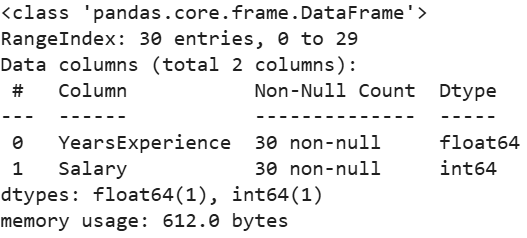 <class 'pandas.core.frame.DataFrame'>
RangeIndex: 30 entries, 0 to 29
Data columns (total 2 columns):
 #   Column           Non-Null Count  Dtype
---  ------           --------------  -----
 0   YearsExperience  30 non-null     float64
 1   Salary           30 non-null     int64
dtypes: float64(1), int64(1)
memory usage: 612.0 bytes